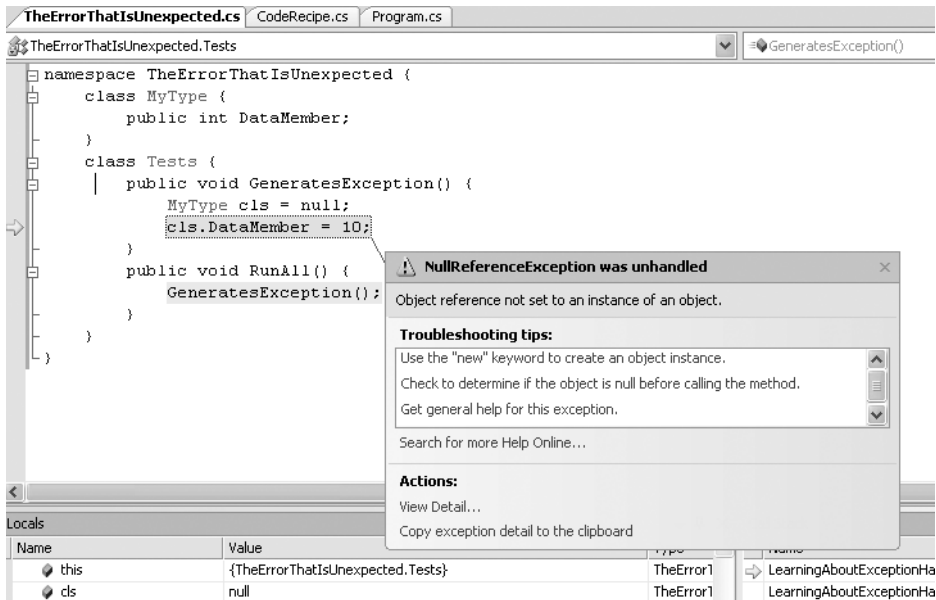 TheErrorThatIsUnexpected.cs CodeRecipe.cs Program.cs
TheErrorThatIsUnexpected.Tests GeneratesException()
namespace TheErrorThatIsUnexpected {
class MyType {
public int DataMember;
}
class Tests {
public void GeneratesException() {
MyType cls = null;
cls.DataMember = 10;
}
public void RunAll() {
GeneratesException();
}
}
}
NullReferenceException was unhandled
Object reference not set to an instance of an object.
Troubleshooting tips:
Use the "new" keyword to create an object instance.
Check to determine if the object is null before calling the method.
Get general help for this exception.
Search for more Help Online...
Actions:
View Detail...
Copy exception detail to the clipboard
Locals
Name Value Type Name
this {TheErrorThatIsUnexpected.Tests} TheError LearningAboutExceptionHa
cls null TheError LearningAboutExceptionHa